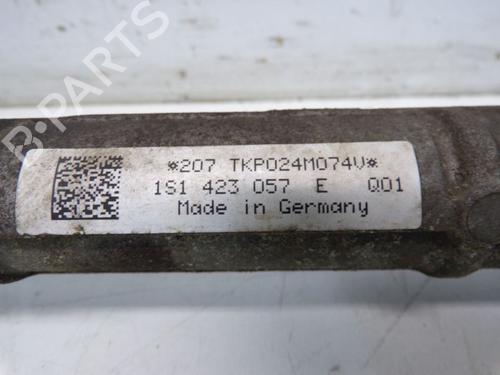 *207 TKP024M074V*
1S1 423 057 E Q01
Made in Germany
B-PARTS